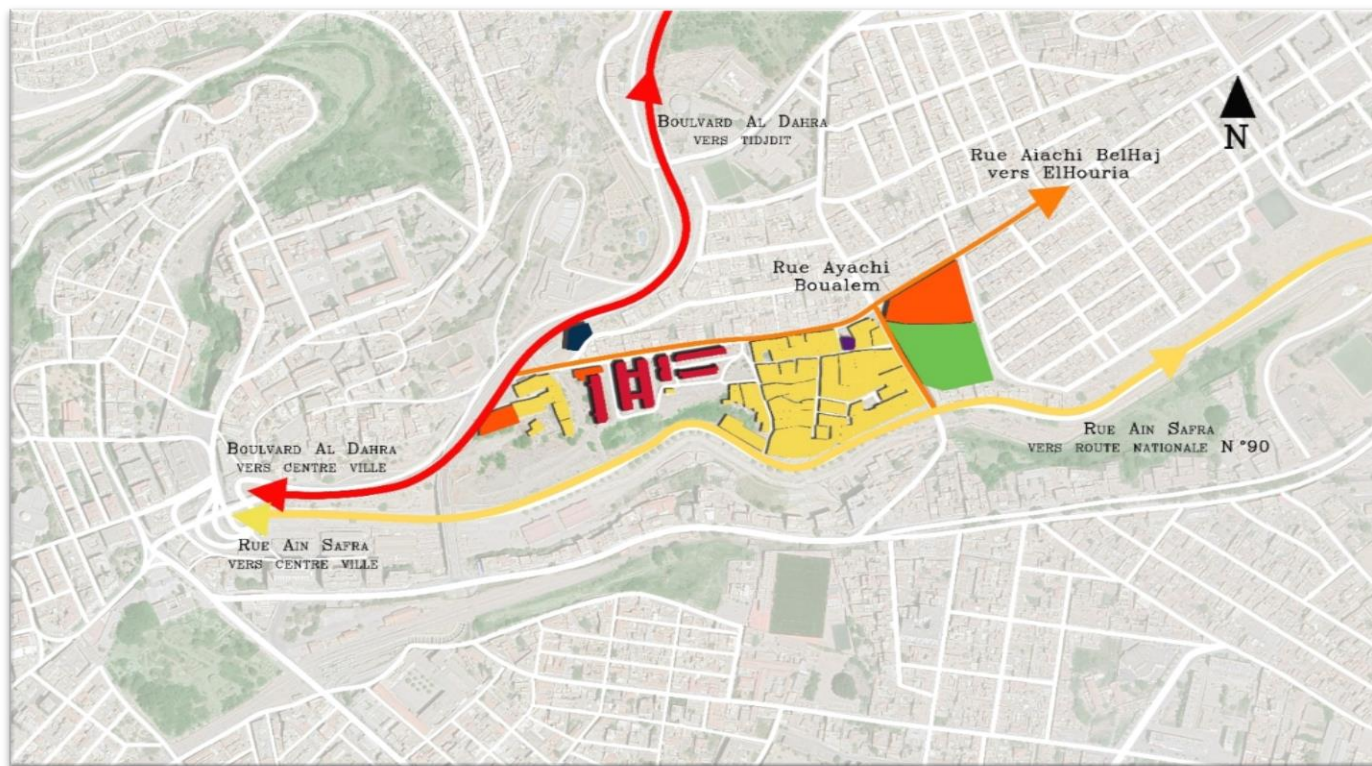 Boulvard Al Dahra
vers Tidjdit
N
Rue Aiachi BelHaj
vers ElHouria
Rue Ayachi
Boualem
Rue Ain Safra
vers route nationale N °90
Boulvard Al Dahra
vers centre ville
Rue Ain Safra
vers centre ville